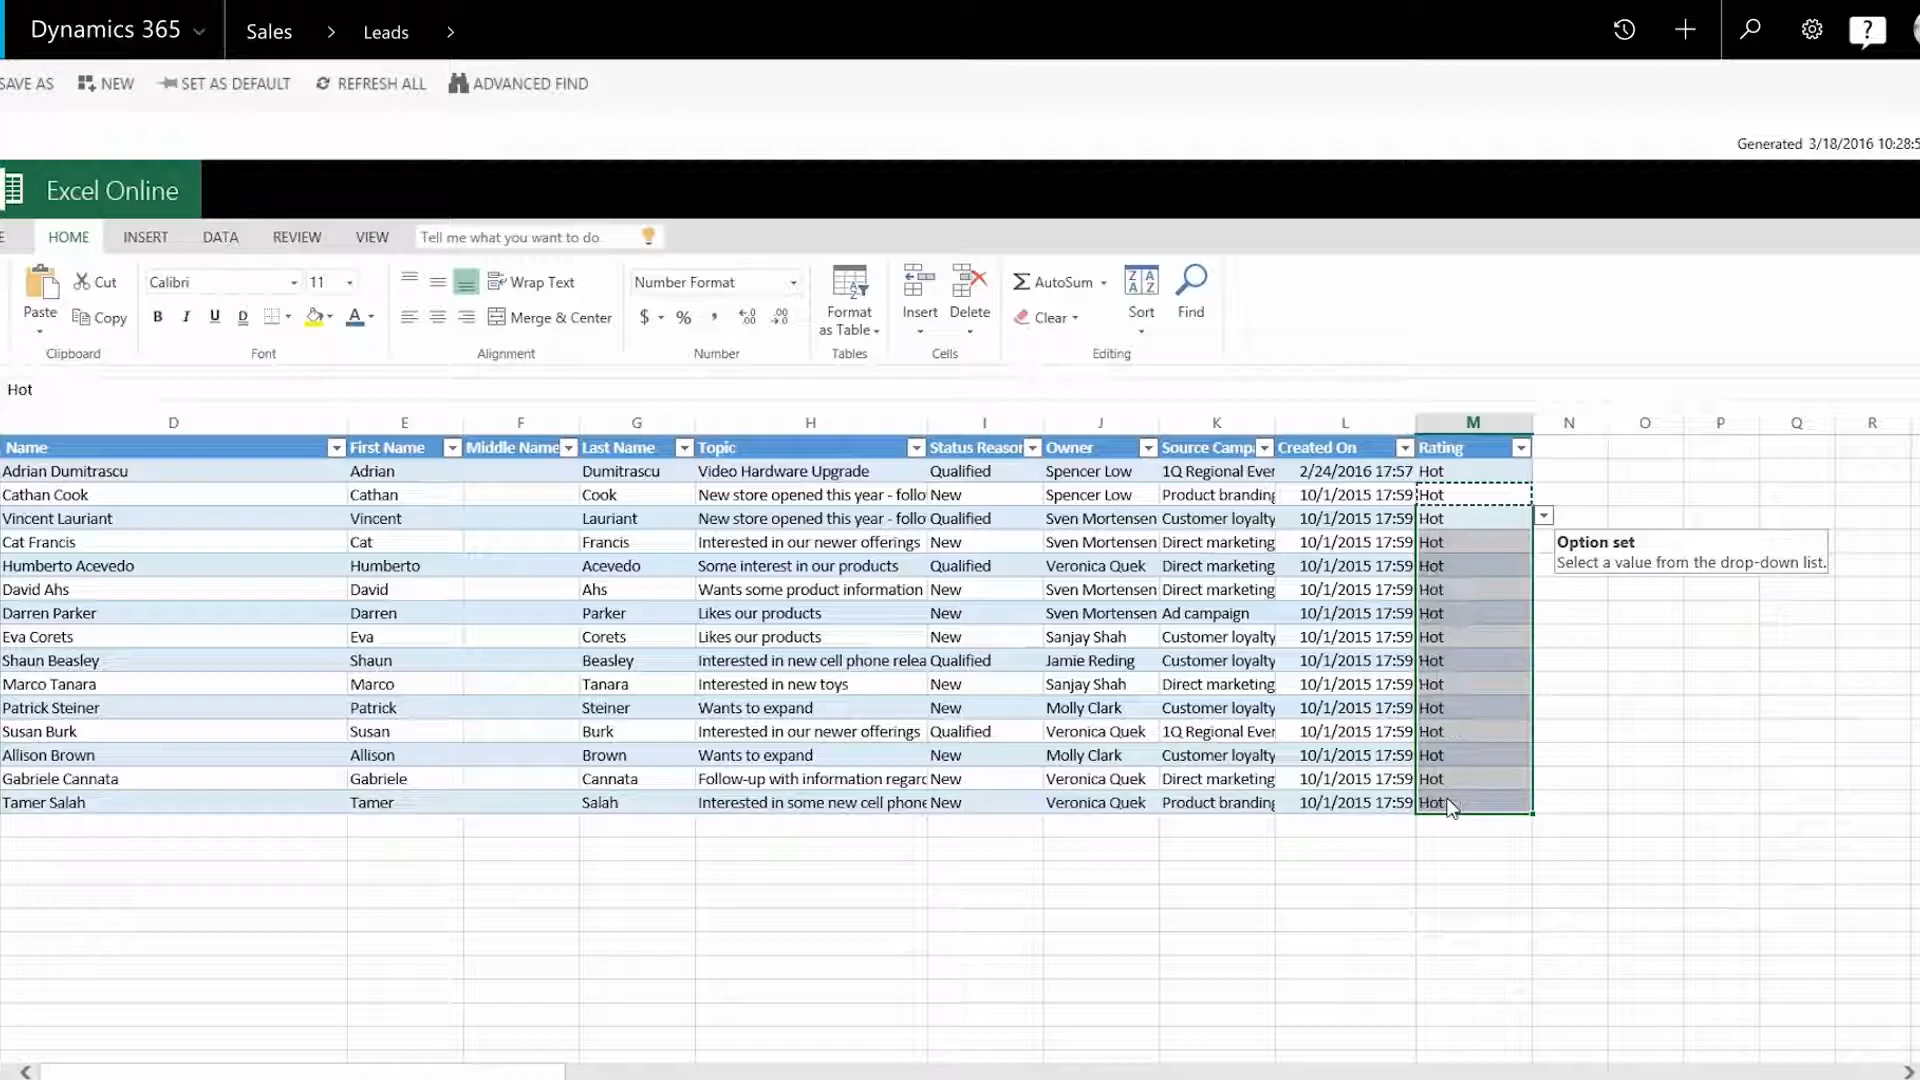 Dynamics 365 Sales > Leads >
SAVE AS NEW SET AS DEFAULT REFRESH ALL ADVANCED FIND
Generated 3/18/2016 10:28:5
Excel Online
E HOME INSERT DATA REVIEW VIEW Tell me what you want to do
Cut Calibri 11 Wrap Text Number Format AutoSum
Paste Copy B I U D A Merge & Center $ % , .00 .00 Format as Table Insert Delete Clear Sort Find
Clipboard Font Alignment Number Tables Cells Editing
Hot
D E F G H I J K L M N O P Q R
Name First Name Middle Name Last Name Topic Status Reason Owner Source Campa Created On Rating
Adrian Dumitrascu Adrian Dumitrascu Video Hardware Upgrade Qualified Spencer Low 1Q Regional Even 2/24/2016 17:57 Hot
Cathan Cook Cathan Cook New store opened this year - follo New Spencer Low Product branding 10/1/2015 17:59 Hot
Vincent Lauriant Vincent Lauriant New store opened this year - follo Qualified Sven Mortensen Customer loyalty 10/1/2015 17:59 Hot
Cat Francis Cat Francis Interested in our newer offerings New Sven Mortensen Direct marketing 10/1/2015 17:59 Hot
Option set
Humberto Acevedo Humberto Acevedo Some interest in our products Qualified Veronica Quek Direct marketing 10/1/2015 17:59 Hot
Select a value from the drop-down list.
David Ahs David Ahs Wants some product information New Sven Mortensen Direct marketing 10/1/2015 17:59 Hot
Darren Parker Darren Parker Likes our products New Sven Mortensen Ad campaign 10/1/2015 17:59 Hot
Eva Corets Eva Corets Likes our products New Sanjay Shah Customer loyalty 10/1/2015 17:59 Hot
Shaun Beasley Shaun Beasley Interested in new cell phone relea Qualified Jamie Reding Customer loyalty 10/1/2015 17:59 Hot
Marco Tanara Marco Tanara Interested in new toys New Sanjay Shah Direct marketing 10/1/2015 17:59 Hot
Patrick Steiner Patrick Steiner Wants to expand New Molly Clark Customer loyalty 10/1/2015 17:59 Hot
Susan Burk Susan Burk Interested in our newer offerings Qualified Veronica Quek 1Q Regional Even 10/1/2015 17:59 Hot
Allison Brown Allison Brown Wants to expand New Molly Clark Customer loyalty 10/1/2015 17:59 Hot
Gabriele Cannata Gabriele Cannata Follow-up with information regard New Veronica Quek Direct marketing 10/1/2015 17:59 Hot
Tamer Salah Tamer Salah Interested in some new cell phone New Veronica Quek Product branding 10/1/2015 17:59 Hot